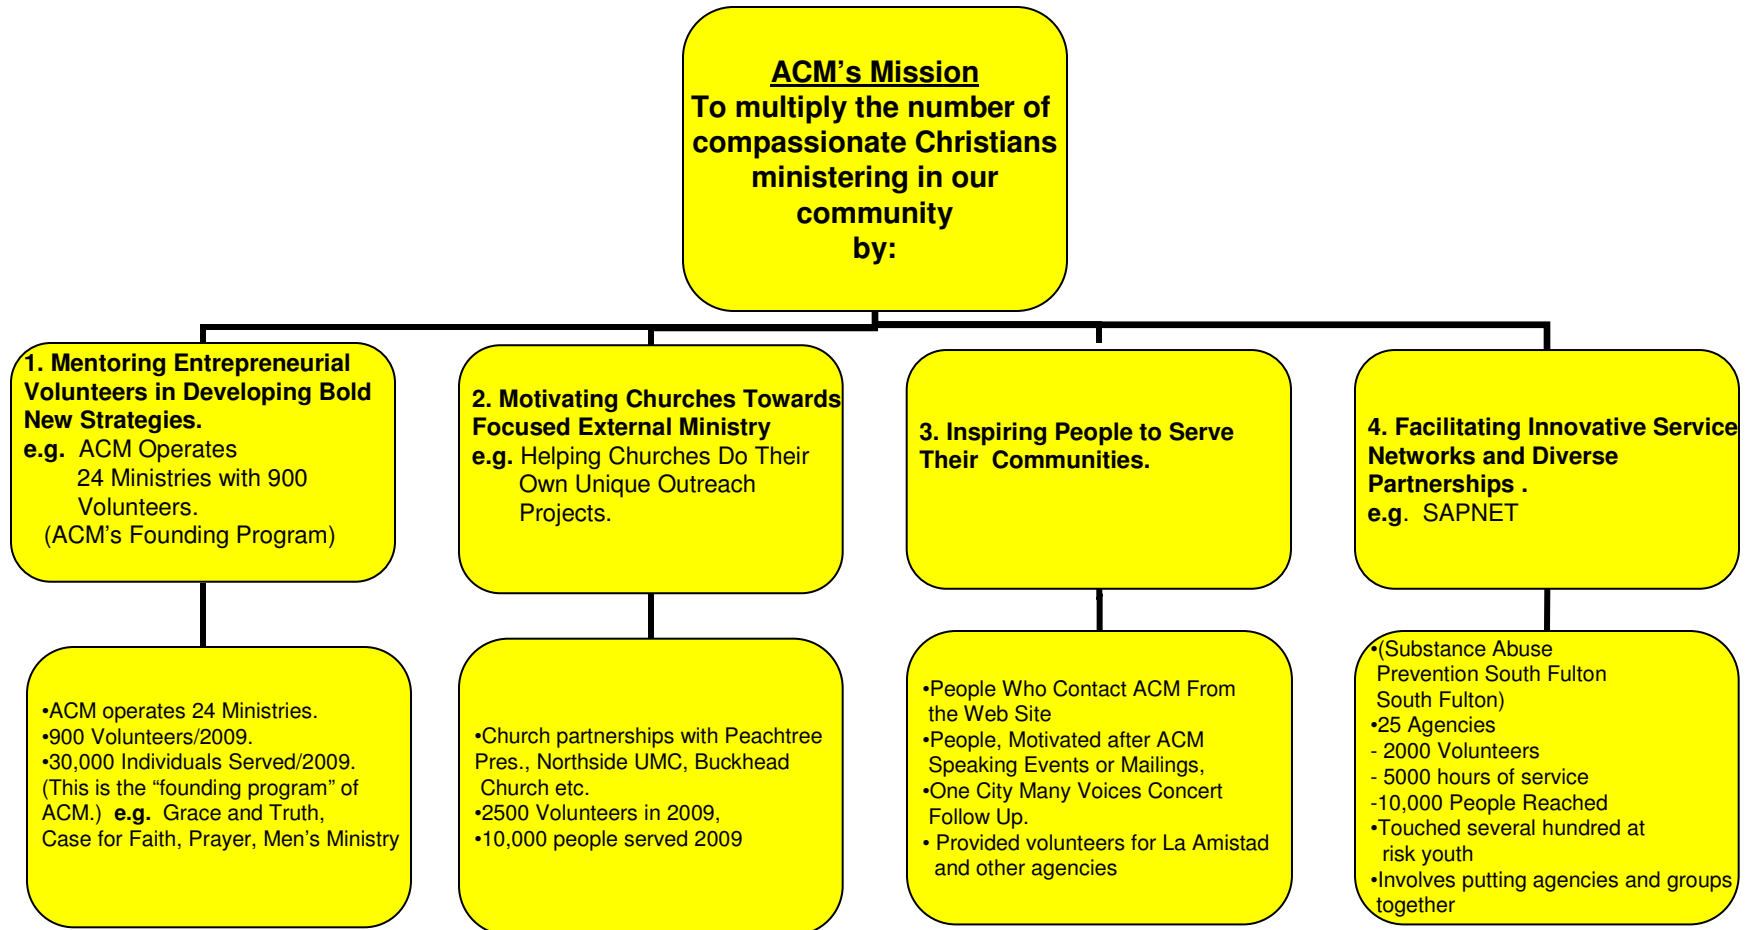 ACM’s Mission
To multiply the number of
compassionate Christians
ministering in our
community
by:
1. Mentoring Entrepreneurial
Volunteers in Developing Bold
New Strategies.
e.g. ACM Operates
24 Ministries with 900
Volunteers.
(ACM’s Founding Program)
2. Motivating Churches Towards
Focused External Ministry
e.g. Helping Churches Do Their
Own Unique Outreach
Projects.
3. Inspiring People to Serve
Their Communities.
4. Facilitating Innovative Service
Networks and Diverse
Partnerships .
e.g. SAPNET
•ACM operates 24 Ministries.
•900 Volunteers/2009.
•30,000 Individuals Served/2009.
(This is the “founding program” of
ACM.) e.g. Grace and Truth,
Case for Faith, Prayer, Men’s Ministry
•Church partnerships with Peachtree
Pres., Northside UMC, Buckhead
Church etc.
•2500 Volunteers in 2009,
•10,000 people served 2009
•People Who Contact ACM From
the Web Site
•People, Motivated after ACM
Speaking Events or Mailings,
•One City Many Voices Concert
Follow Up.
• Provided volunteers for La Amistad
and other agencies
•(Substance Abuse
Prevention South Fulton
South Fulton)
•25 Agencies
- 2000 Volunteers
- 5000 hours of service
-10,000 People Reached
•Touched several hundred at
risk youth
•Involves putting agencies and groups
together